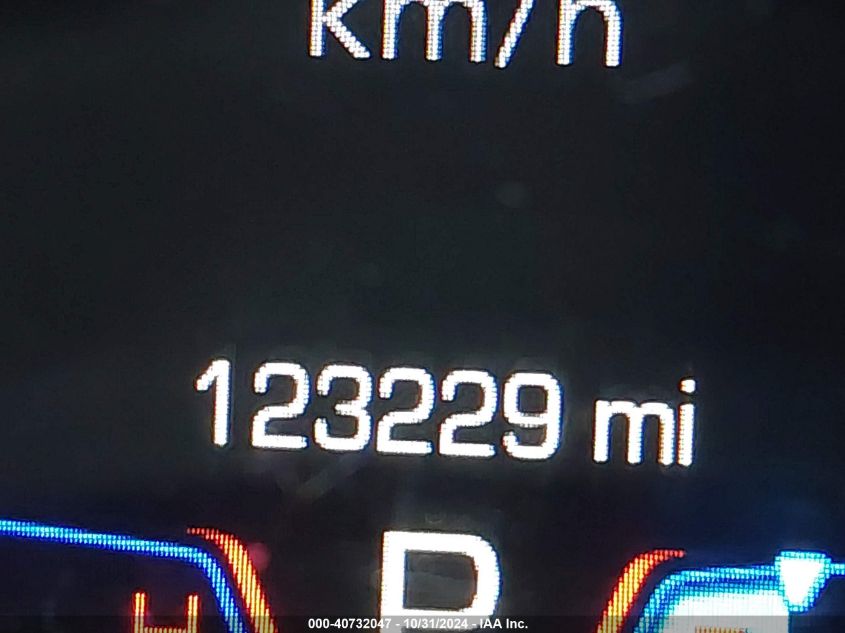 km/h
123229 mi
P
H
000-40732047 - 10/31/2024 - IAA Inc.